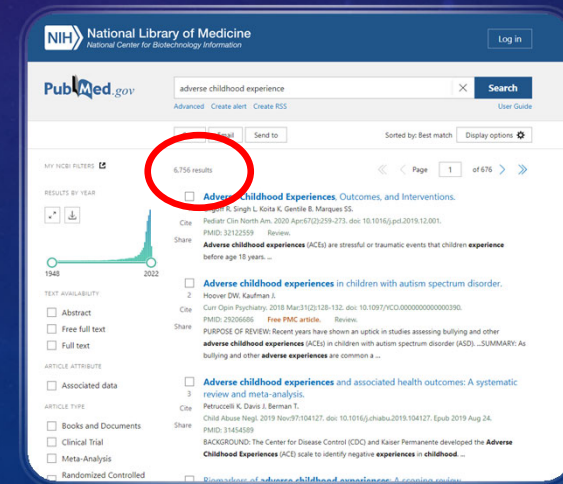 NIH National Library of Medicine
National Center for Biotechnology Information
Log in
PubMed.gov
adverse childhood experience
Search
Advanced Create alert Create RSS
User Guide
Email
Send to
Sorted by: Best match
Display options
MY NCBI FILTERS
6,756 results
Page 1 of 676
RESULTS BY YEAR
1948
2022
TEXT AVAILABILITY
Abstract
Free full text
Full text
ARTICLE ATTRIBUTE
Associated data
ARTICLE TYPE
Books and Documents
Clinical Trial
Meta-Analysis
Randomized Controlled
Adverse Childhood Experiences, Outcomes, and Interventions.
R, Singh L, Koita K, Gentile B, Marques SS.
Cite
Pediatr Clin North Am. 2020 Apr;67(2):259-273. doi: 10.1016/j.pcl.2019.12.001.
PMID: 32122559 Review.
Share
Adverse childhood experiences (ACEs) are stressful or traumatic events that children experience
before age 18 years. ...
Adverse childhood experiences in children with autism spectrum disorder.
2
Hoover DW, Kaufman J.
Cite
Curr Opin Psychiatry. 2018 Mar;31(2):128-132. doi: 10.1097/YCO.0000000000000390.
PMID: 29206686 Free PMC article. Review.
Share
PURPOSE OF REVIEW: Recent years have shown an uptick in studies assessing bullying and other
adverse childhood experiences (ACEs) in children with autism spectrum disorder (ASD). ...SUMMARY: As
bullying and other adverse experiences are common a ...
Adverse childhood experiences and associated health outcomes: A systematic
3
review and meta-analysis.
Cite
Petruccelli K, Davis J, Berman T.
Child Abuse Negl. 2019 Nov;97:104127. doi: 10.1016/j.chiabu.2019.104127. Epub 2019 Aug 24.
Share
PMID: 31454589
BACKGROUND: The Center for Disease Control (CDC) and Kaiser Permanente developed the Adverse
Childhood Experiences (ACE) scale to identify negative experiences in childhood. ...
Biomarkers of adverse childhood experiences: A scoping review